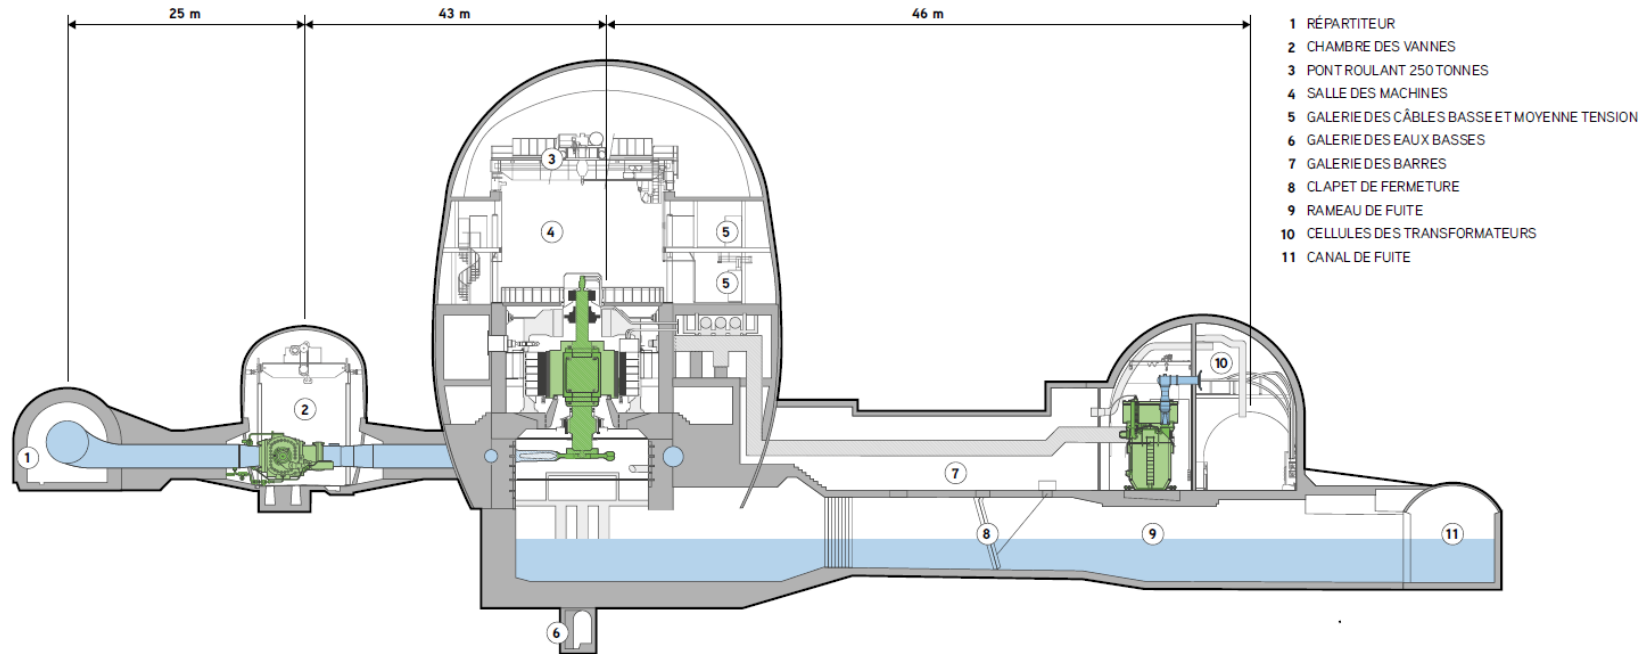 25 m
43 m
46 m
1 RÉPARTITEUR
2 CHAMBRE DES VANNES
3 PONT ROULANT 250 TONNES
4 SALLE DES MACHINES
5 GALERIE DES CÂBLES BASSE ET MOYENNE TENSION
6 GALERIE DES EAUX BASSES
7 GALERIE DES BARRES
8 CLAPET DE FERMETURE
9 RAMEAU DE FUITE
10 CELLULES DES TRANSFORMATEURS
11 CANAL DE FUITE
3
4
5
5
10
2
1
7
8
9
11
6